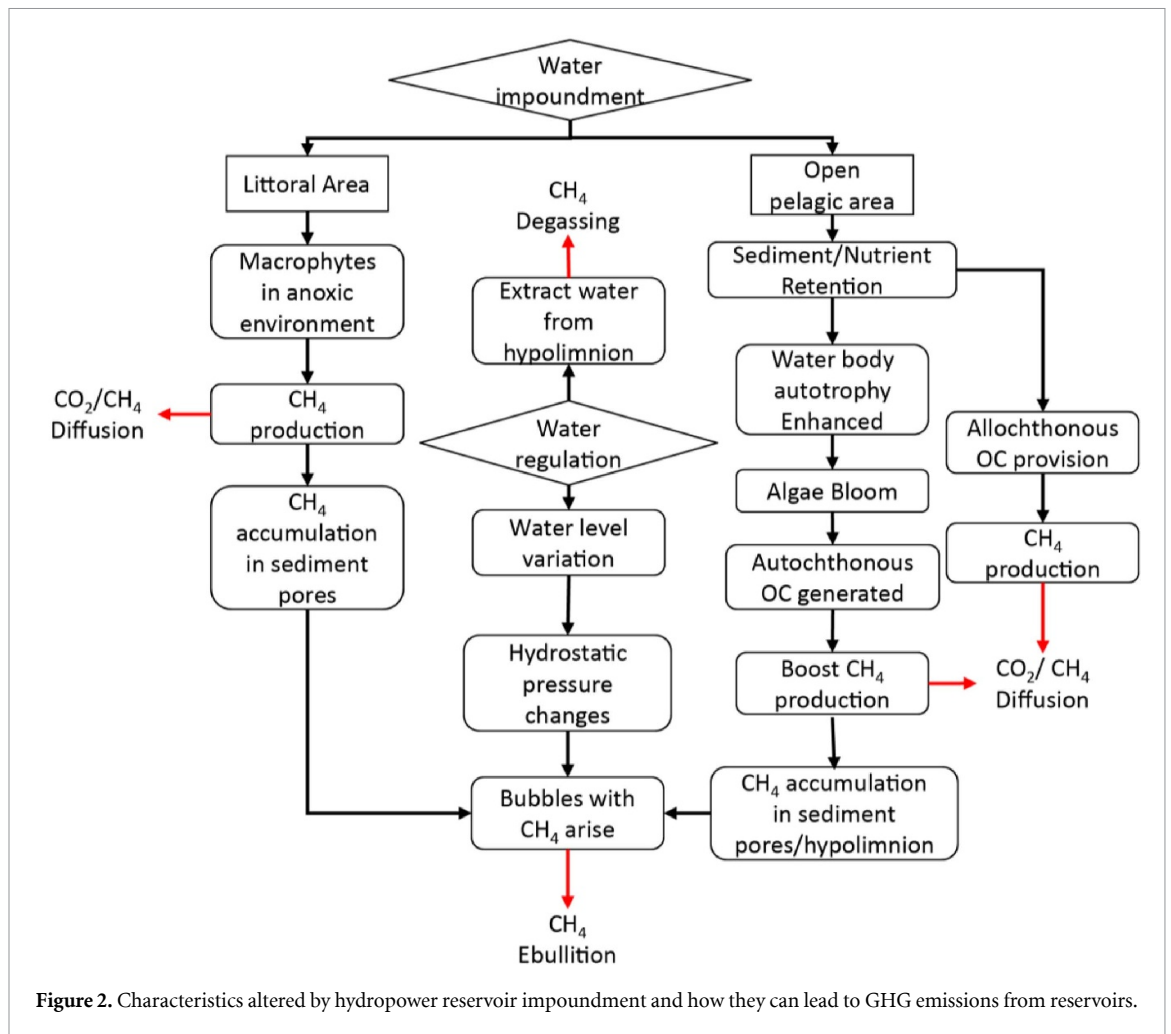 Water
impoundment
Littoral Area
Open
pelagic area
CH₄
Degassing
Macrophytes
in anoxic
environment
Sediment/Nutrient
Retention
Extract water
from
hypolimnion
Water body
autotrophy
Enhanced
CO₂/CH₄
Diffusion
CH₄
production
Water
regulation
Allochthonous
OC provision
Algae Bloom
CH₄
accumulation
in sediment
pores
Water level
variation
CH₄
production
Autochthonous
OC generated
Hydrostatic
pressure
changes
Boost CH₄
production
CO₂/ CH₄
Diffusion
Bubbles with
CH₄ arise
CH₄ accumulation
in sediment
pores/hypolimnion
CH₄
Ebullition
Figure 2. Characteristics altered by hydropower reservoir impoundment and how they can lead to GHG emissions from reservoirs.